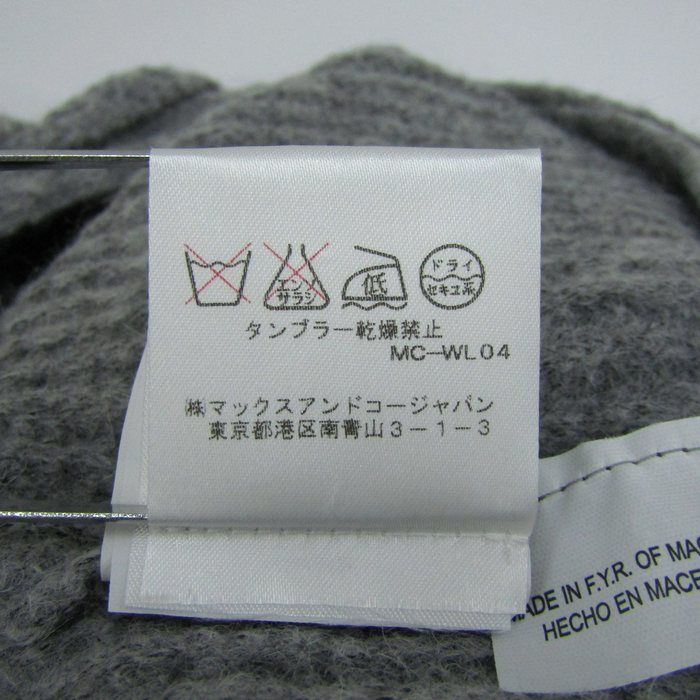 エンソ
サラシ
低
ドライ
セキユ系
タンブラー乾燥禁止
MC-WL04
㈱マックスアンドコージャパン
東京都港区南青山3-1-3
MADE IN F.Y.R. OF MAC
HECHO EN MACE